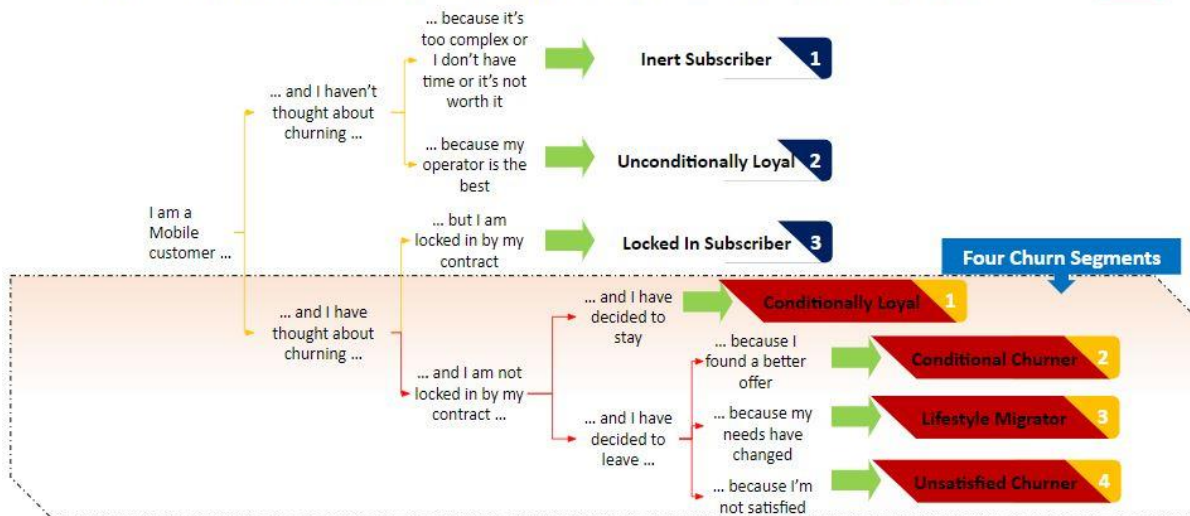 ... because it's
too complex or
I don't have
time or it's not
worth it
Inert Subscriber
1
... and I haven't
thought about
churning ...
... because my
operator is the
best
Unconditionally Loyal
2
I am a
Mobile
customer ...
... but I am
locked in by my
contract
Locked In Subscriber
3
Four Churn Segments
... and I have
thought about
churning ...
... and I have
decided to
stay
Conditionally Loyal
1
... and I am not
locked in by my
contract ...
... because I
found a better
offer
Conditional Churner
2
... and I have
decided to
leave ...
... because my
needs have
changed
Lifestyle Migrator
3
... because I'm
not satisfied
Unsatisfied Churner
4